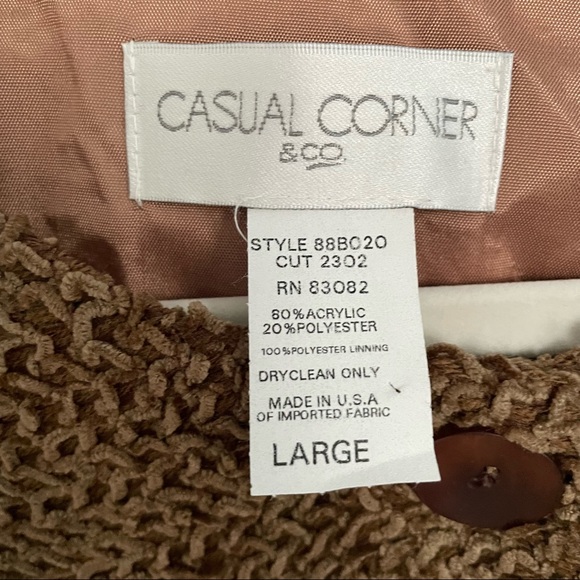 CASUAL CORNER
&CO.
STYLE 88B020
CUT 2302
RN 83082
80%ACRYLIC
20%POLYESTER
100%POLYESTER LINNING
DRYCLEAN ONLY
MADE IN U.S.A
OF IMPORTED FABRIC
LARGE